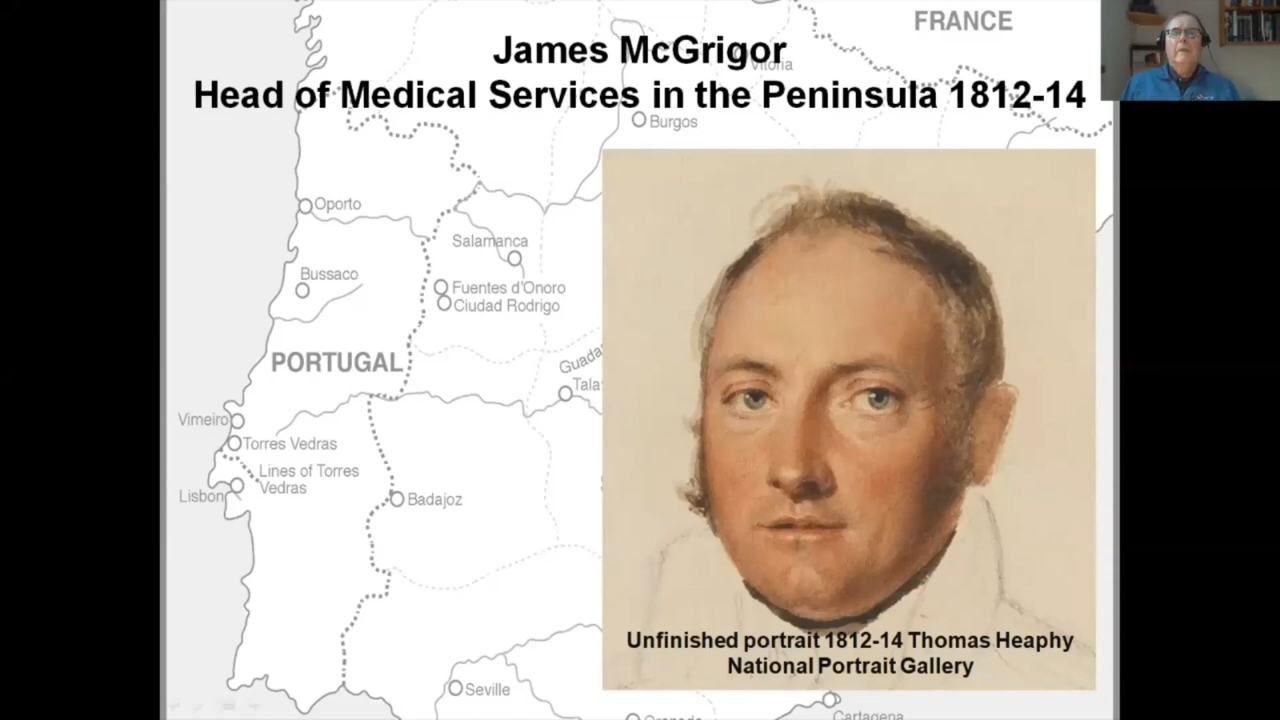 FRANCE
James McGrigor
Vitoria
Head of Medical Services in the Peninsula 1812-14
Burgos
Oporto
Salamanca
Bussaco
Fuentes d'Onoro
Ciudad Rodrigo
PORTUGAL
Guada
Tala
Vimeiro
Torres Vedras
Lines of Torres
Vedras
Lisbon
Badajoz
Unfinished portrait 1812-14 Thomas Heaphy
National Portrait Gallery
Seville
Cartagena